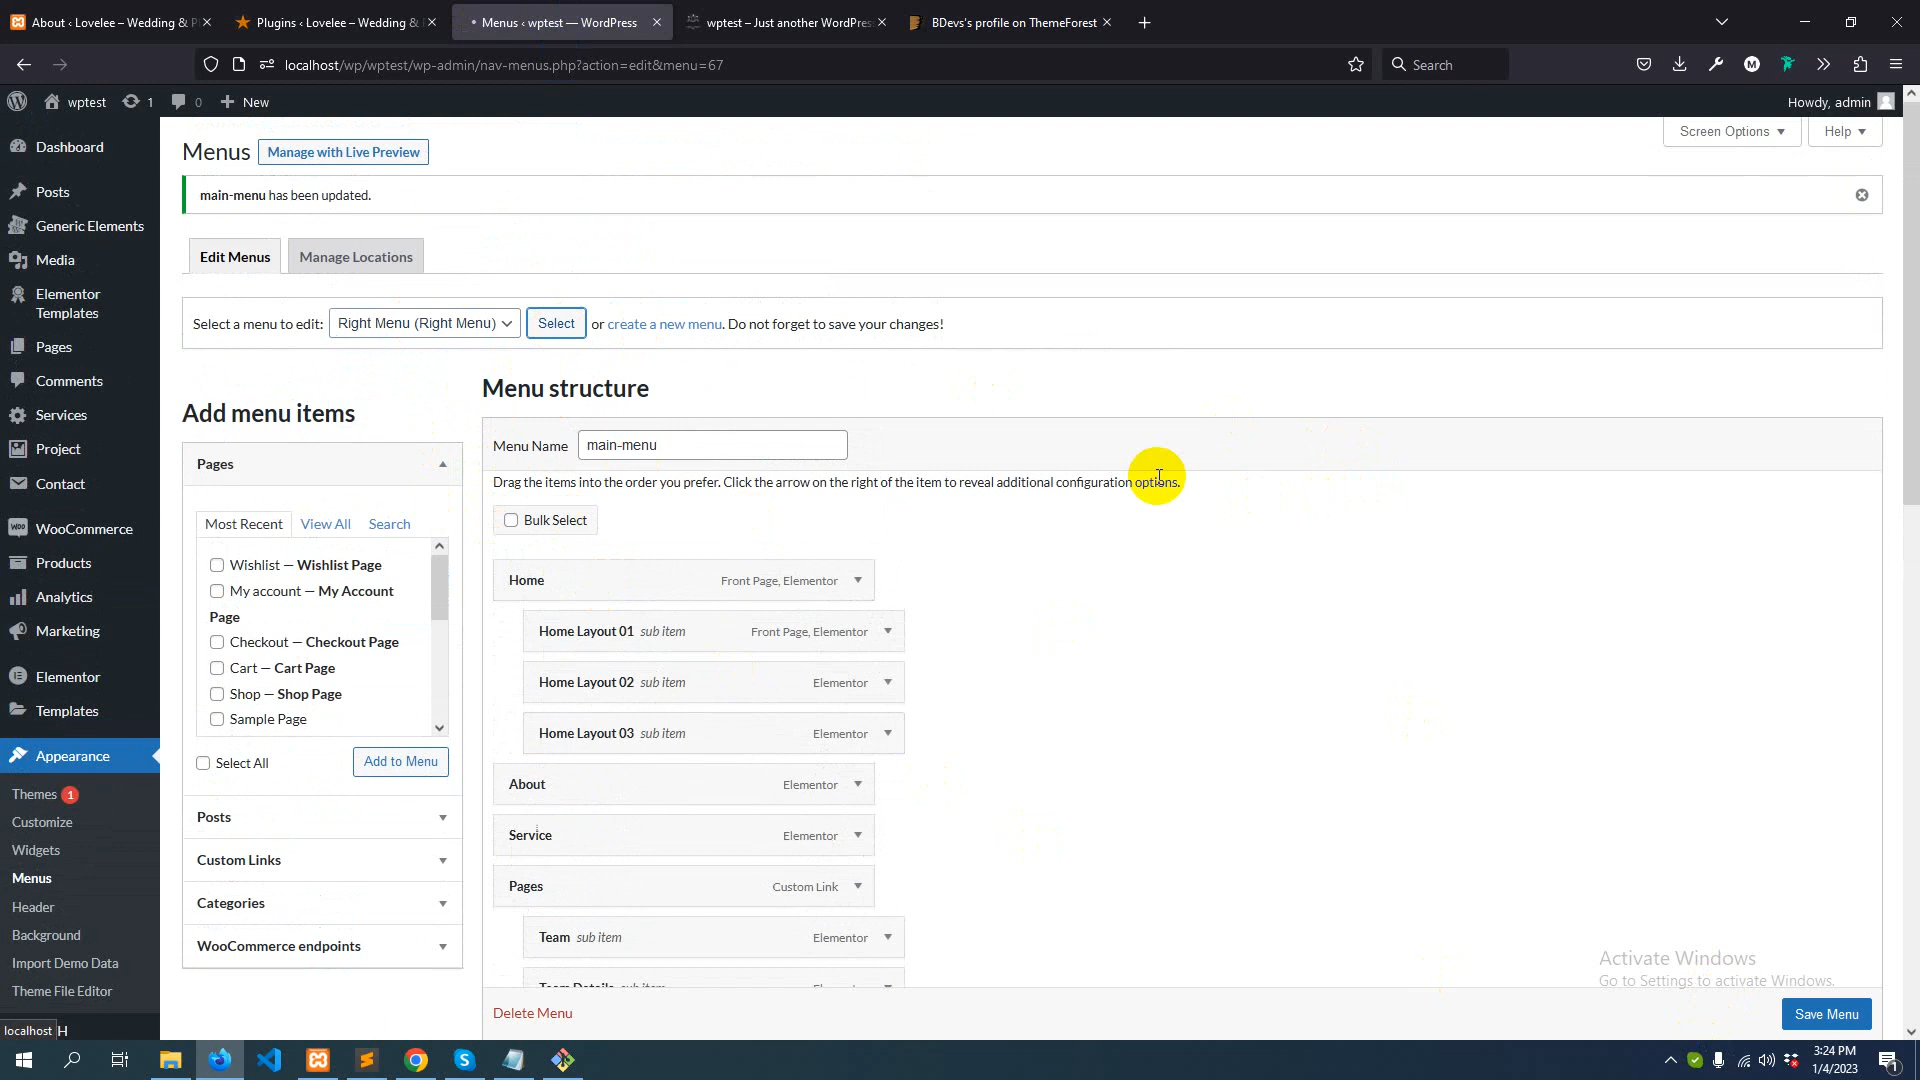 About ‹ Lovelee – Wedding & P
Plugins ‹ Lovelee – Wedding &
Menus ‹ wptest — WordPress
wptest – Just another WordPress
BDevs's profile on ThemeForest
localhost/wp/wptest/wp-admin/nav-menus.php?action=edit&menu=67
Search
wptest
1
0
New
Howdy, admin
Screen Options
Help
Menus
Manage with Live Preview
main-menu has been updated.
Edit Menus
Manage Locations
Select a menu to edit:
Right Menu (Right Menu)
Select
or create a new menu. Do not forget to save your changes!
Dashboard
Posts
Generic Elements
Media
Elementor
Templates
Pages
Comments
Services
Project
Contact
WooCommerce
Products
Analytics
Marketing
Elementor
Templates
Appearance
Themes 1
Customize
Widgets
Menus
Header
Background
Import Demo Data
Theme File Editor
localhost
H
Add menu items
Pages
Most Recent
View All
Search
Wishlist — Wishlist Page
My account — My Account
Page
Checkout — Checkout Page
Cart — Cart Page
Shop — Shop Page
Sample Page
Select All
Add to Menu
Posts
Custom Links
Categories
WooCommerce endpoints
Menu structure
Menu Name
main-menu
Drag the items into the order you prefer. Click the arrow on the right of the item to reveal additional configuration options.
Bulk Select
Home
Front Page, Elementor
Home Layout 01 sub item
Front Page, Elementor
Home Layout 02 sub item
Elementor
Home Layout 03 sub item
Elementor
About
Elementor
Service
Elementor
Pages
Custom Link
Team sub item
Elementor
Team Details sub item
Elementor
Delete Menu
Save Menu
Activate Windows
Go to Settings to activate Windows.
3:24 PM
1/4/2023
1